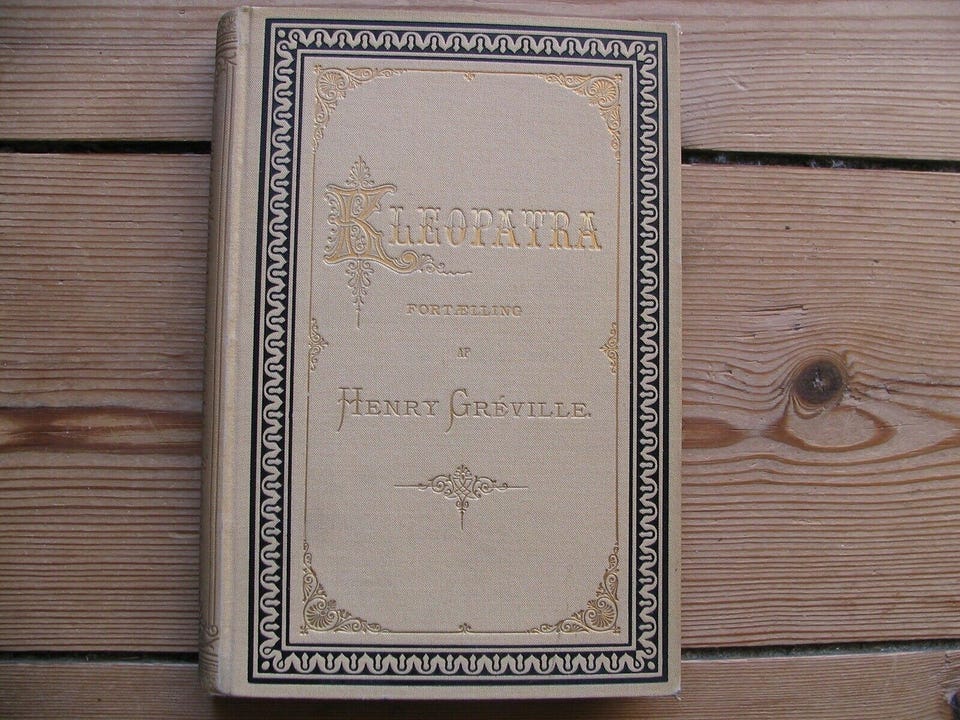 KLEOPATRA
FORTÆLLING
AF
HENRY GRÉVILLE.